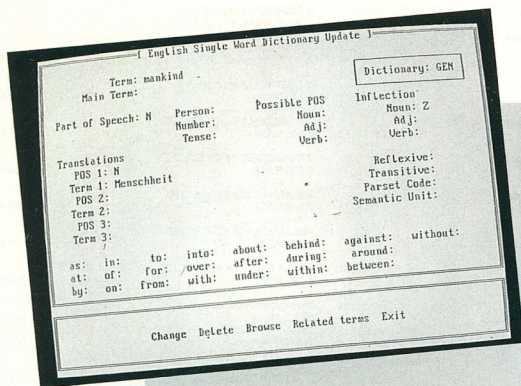 [ English Single Word Dictionary Update ]
Dictionary: GEM
Term: mankind
Main Term:
Part of Speech: N Person: Possible POS Inflection
Number: Noun: Noun: Z
Tense: Adj: Adj:
Verb: Verb:
Translations
POS 1: N Reflexive:
Term 1: Menschheit Transitive:
POS 2: Parset Code:
Term 2: Semantic Unit:
POS 3:
Term 3:
as: in: to: into: about: behind: against: without:
at: of: for: over: after: during: around:
by: on: from: with: under: within: between:
Change Delete Browse Related terms Exit